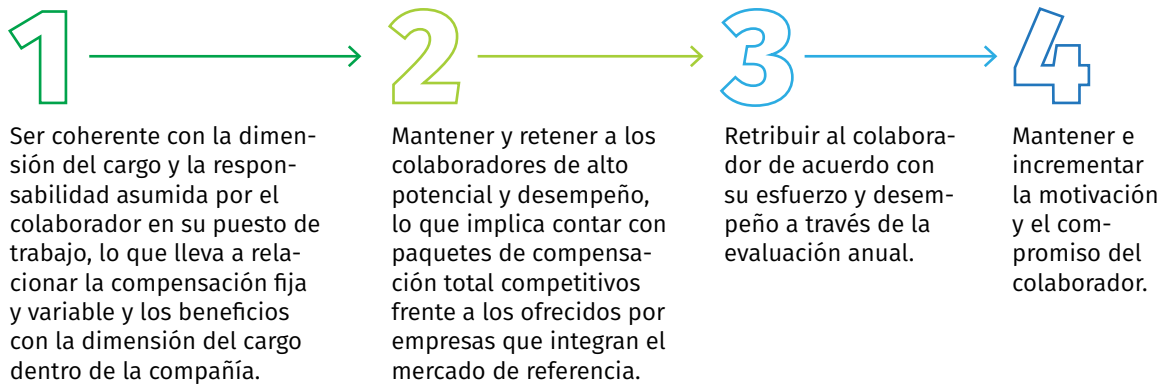 1
Ser coherente con la dimen-
sión del cargo y la respon-
sabilidad asumida por el
colaborador en su puesto de
trabajo, lo que lleva a rela-
cionar la compensación fija
y variable y los beneficios
con la dimensión del cargo
dentro de la compañía.
2
Mantener y retener a los
colaboradores de alto
potencial y desempeño,
lo que implica contar con
paquetes de compensa-
ción total competitivos
frente a los ofrecidos por
empresas que integran el
mercado de referencia.
3
Retribuir al colabora-
dor de acuerdo con
su esfuerzo y desem-
peño a través de la
evaluación anual.
4
Mantener e
incrementar
la motivación
y el com-
promiso del
colaborador.